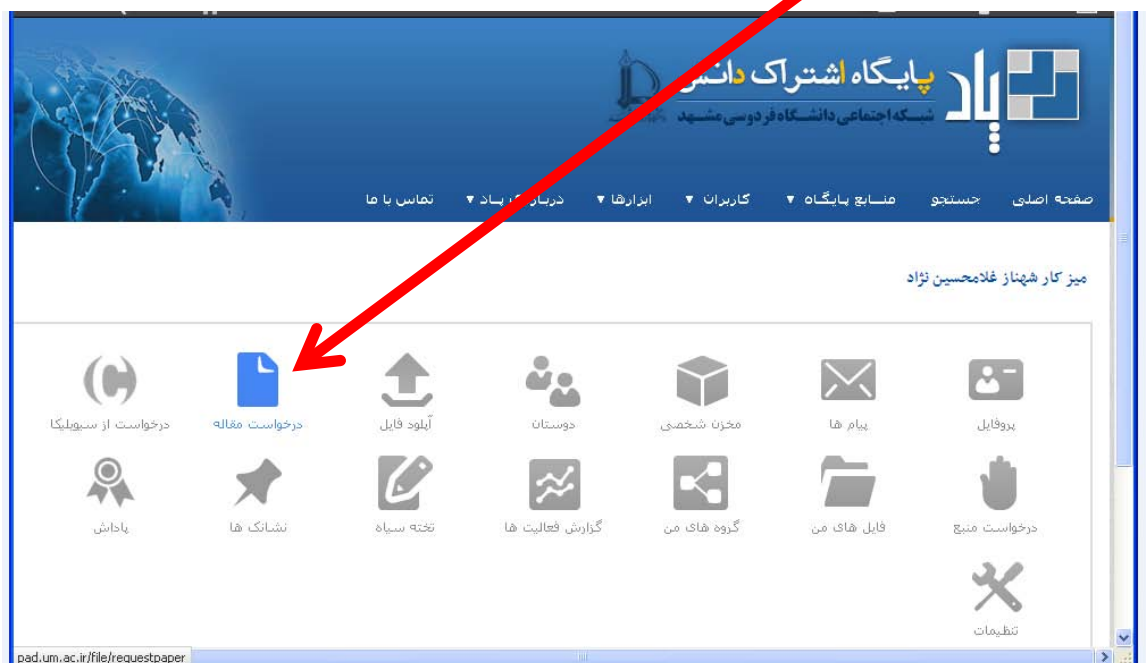 پاد
پایگاه اشتراک دانش
شبکه اجتماعی دانشگاه فردوسی مشهد
صفحه اصلی جستجو منابع پایگاه ▼ کاربران ▼ ابزارها ▼ پاد ▼ تماس با ما
میز کار شهناز غلامحسین نژاد
پروفایل پیام ها مخزن شخصی دوستان آپلود فایل درخواست مقاله درخواست از سیویلیکا
درخواست منبع فایل های من گروه های من گزارش فعالیت ها تخته سیاه نشانک ها پاداش
تنظیمات
pad.um.ac.ir/file/requestpaper